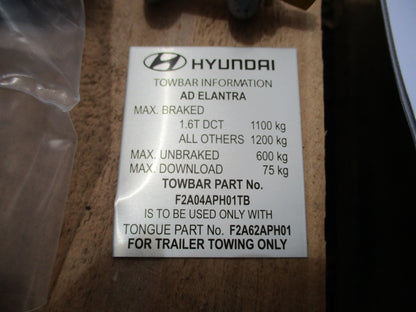 HYUNDAI
TOWBAR INFORMATION
AD ELANTRA
MAX. BRAKED
1.6T DCT 1100 kg
ALL OTHERS 1200 kg
MAX. UNBRAKED 600 kg
MAX. DOWNLOAD 75 kg
TOWBAR PART No.
F2A04APH01TB
IS TO BE USED ONLY WITH
TONGUE PART No. F2A62APH01
FOR TRAILER TOWING ONLY